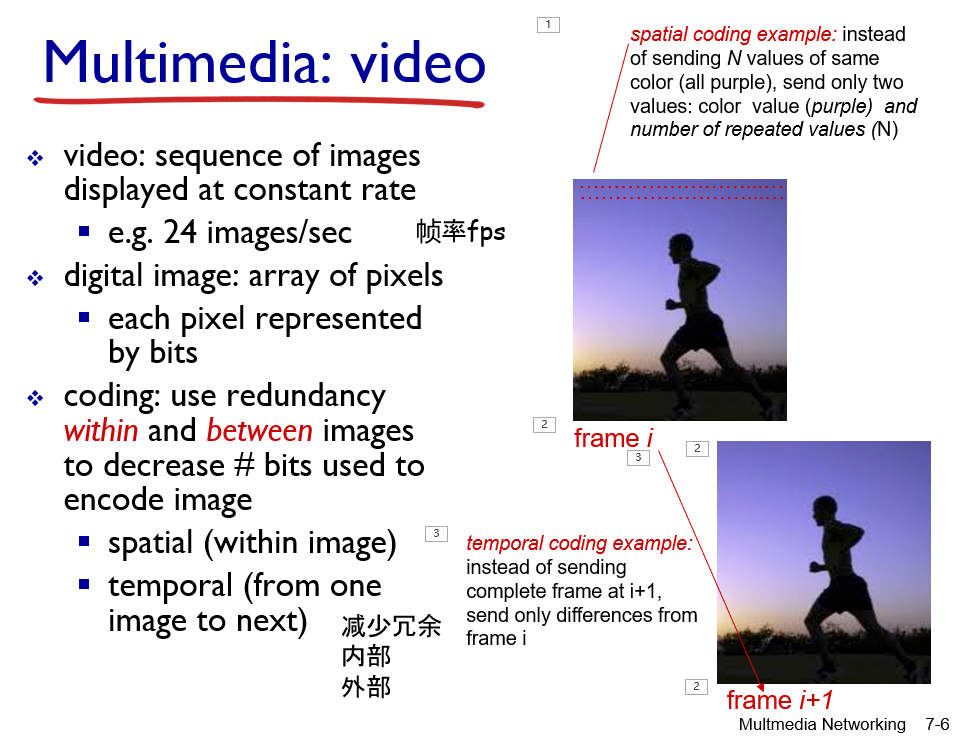 Multimedia: video
❖ video: sequence of images
displayed at constant rate
▪ e.g. 24 images/sec
帧率fps
❖ digital image: array of pixels
▪ each pixel represented
by bits
❖ coding: use redundancy
within and between images
to decrease # bits used to
encode image
▪ spatial (within image)
▪ temporal (from one
image to next)
减少冗余
内部
外部
1
spatial coding example: instead
of sending N values of same
color (all purple), send only two
values: color  value (purple)  and
number of repeated values (N)
2
frame i
3
2
3
temporal coding example:
instead of sending
complete frame at i+1,
send only differences from
frame i
2
frame i+1
Multmedia Networking
7-6